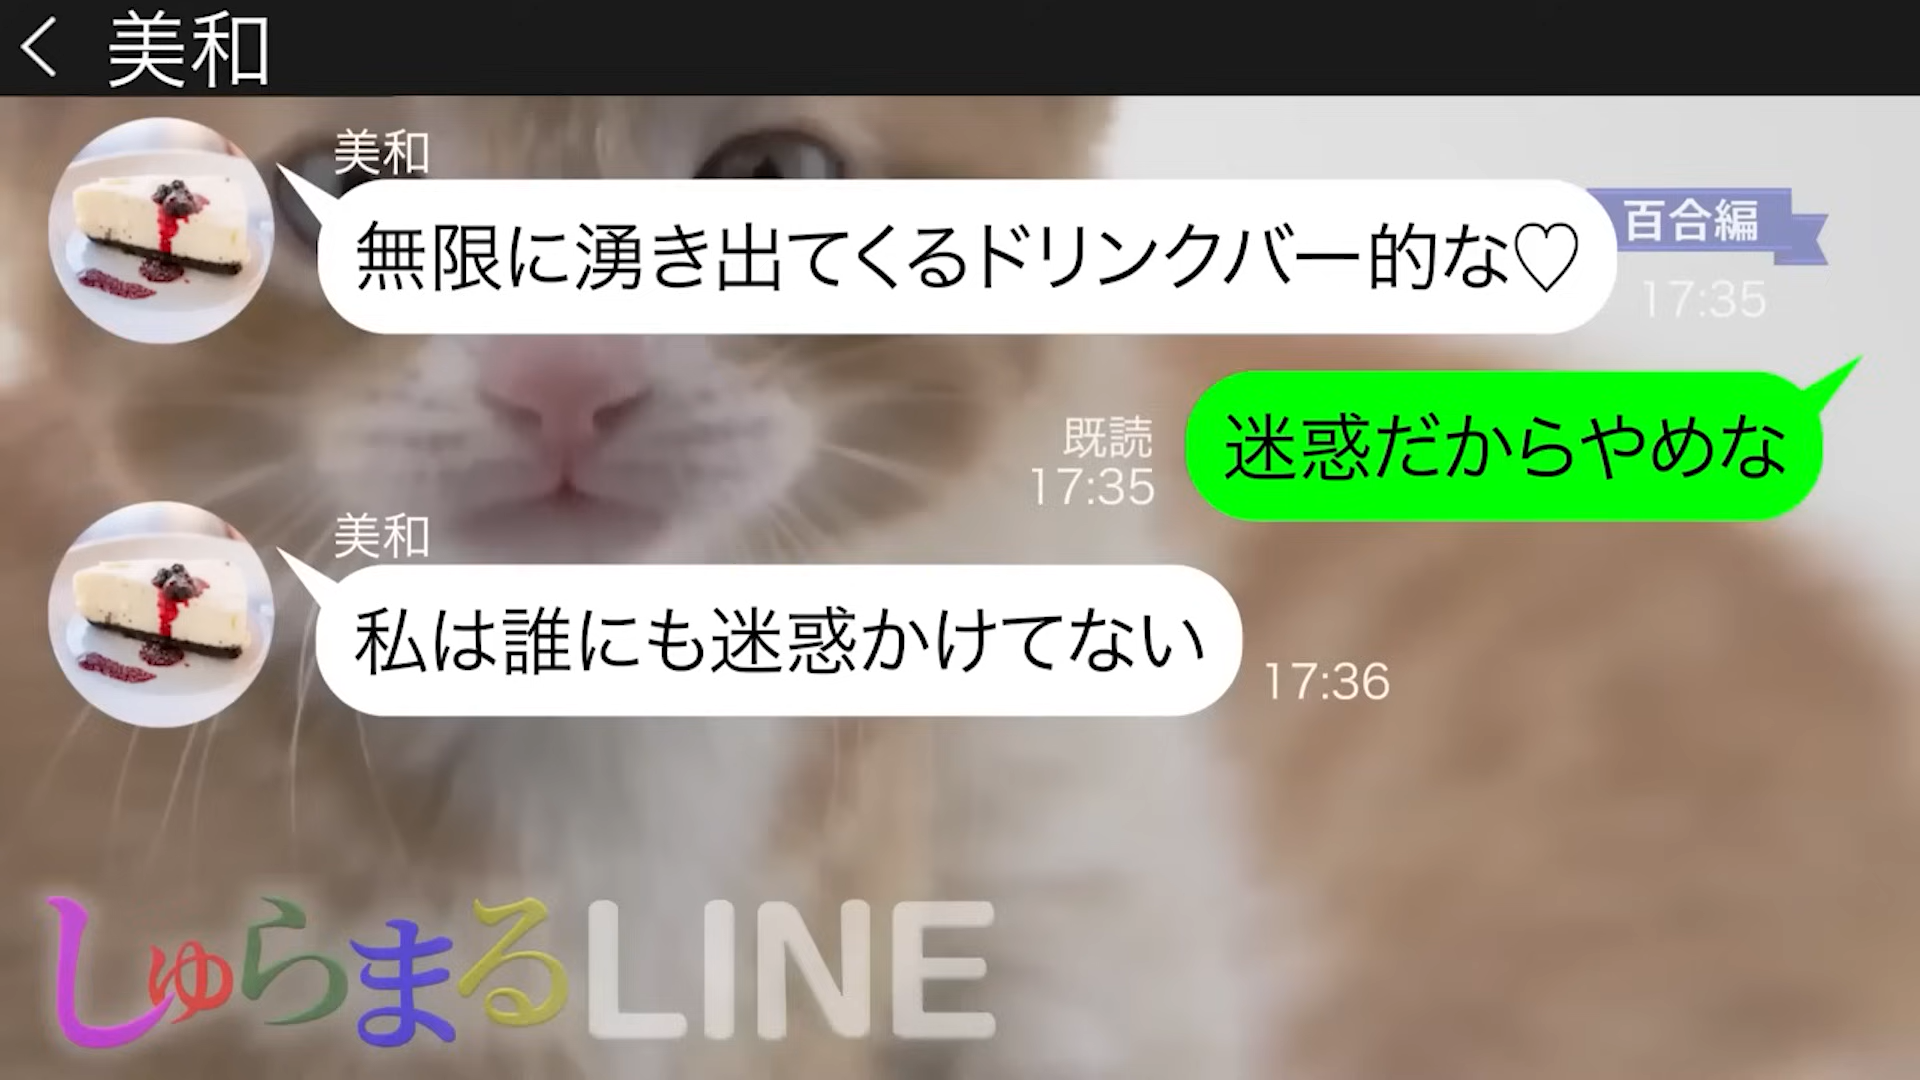 美和
美和
無限に湧き出てくるドリンクバー的な♡
百合編
17:35
迷惑だからやめな
既読
17:35
美和
私は誰にも迷惑かけてない
17:36
しゅらまるLINE